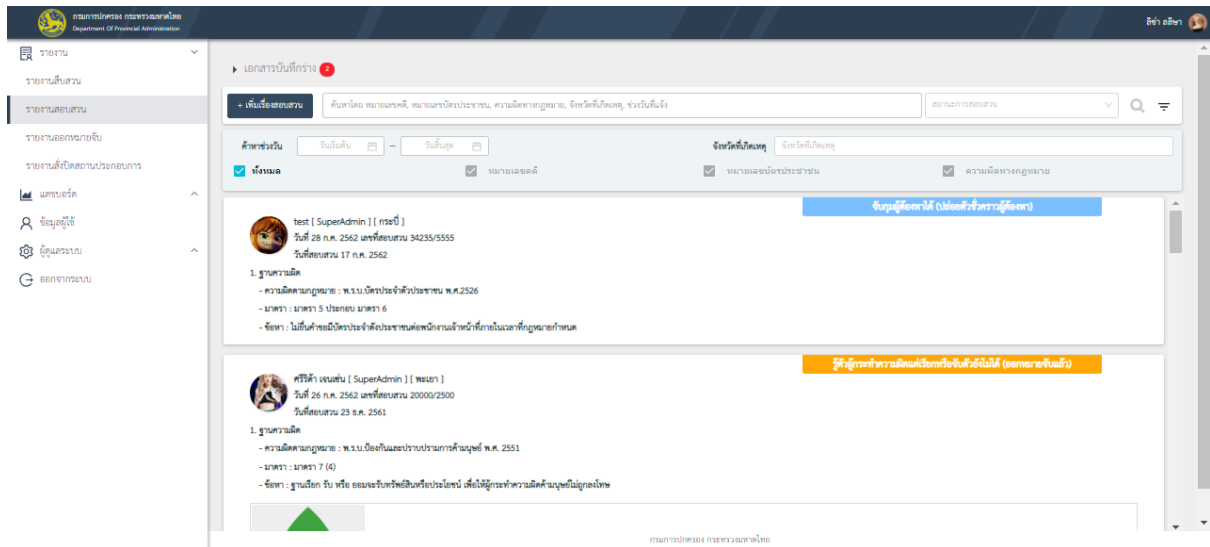 กรมการปกครอง กระทรวงมหาดไทย
Department Of Provincial Administration
ลิซ่า ลลิษา
รายงาน
รายงานสืบสวน
รายงานสอบสวน
รายงานออกหมายจับ
รายงานสั่งปิดสถานประกอบการ
แดชบอร์ด
ข้อมูลผู้ใช้
ผู้ดูแลระบบ
ออกจากระบบ
เอกสารบันทึกร่าง 2
+ เพิ่มเรื่องสอบสวน
ค้นหาโดย หมายเลขคดี, หมายเลขบัตรประชาชน, ความผิดทางกฎหมาย, จังหวัดที่เกิดเหตุ, ช่วงวันที่แจ้ง
สถานะการสอบสวน
ค้าหาช่วงวัน วันเริ่มต้น – วันสิ้นสุด จังหวัดที่เกิดเหตุ จังหวัดที่เกิดเหตุ
ทั้งหมด หมายเลขคดี หมายเลขบัตรประชาชน ความผิดทางกฎหมาย
จับกุมผู้ต้องหาได้ (ปล่อยตัวชั่วคราวผู้ต้องหา)
test [ SuperAdmin ] [ กระบี่ ]
วันที่ 28 ก.ค. 2562 เลขที่สอบสวน 34235/5555
วันที่สอบสวน 17 ก.ค. 2562
1. ฐานความผิด
- ความผิดตามกฎหมาย : พ.ร.บ.บัตรประจำตัวประชาชน พ.ศ.2526
- มาตรา : มาตรา 5 ประกอบ มาตรา 6
- ข้อหา : ไม่ยื่นคำขอมีบัตรประจำตัวประชาชนต่อพนักงานเจ้าหน้าที่ภายในเวลาที่กฎหมายกำหนด
รู้ตัวผู้กระทำความผิดแต่เรียกหรือจับตัวยังไม่ได้ (ออกหมายจับแล้ว)
ศรีริต้า เจนเซ่น [ SuperAdmin ] [ พะเยา ]
วันที่ 26 ก.ค. 2562 เลขที่สอบสวน 20000/2500
วันที่สอบสวน 23 ธ.ค. 2561
1. ฐานความผิด
- ความผิดตามกฎหมาย : พ.ร.บ.ป้องกันและปราบปรามการค้ามนุษย์ พ.ศ. 2551
- มาตรา : มาตรา 7 (4)
- ข้อหา : ฐานเรียก รับ หรือ ยอมจะรับทรัพย์สินหรือประโยชน์ เพื่อให้ผู้กระทำความผิดค้ามนุษย์ไม่ถูกลงโทษ
กรมการปกครอง กระทรวงมหาดไทย